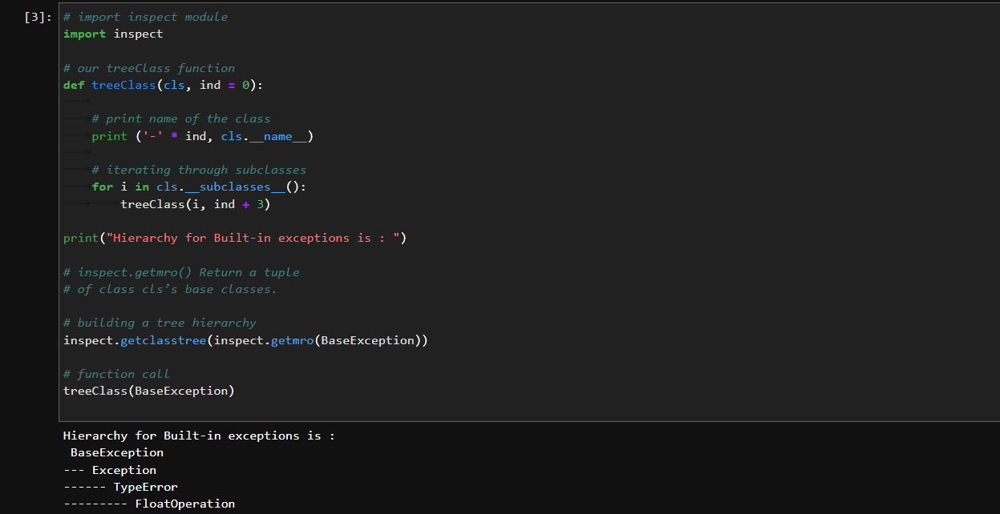 [3]: # import inspect module
import inspect
# our treeClass function
def treeClass(cls, ind = 0):
# print name of the class
print ('-' * ind, cls.__name__)
# iterating through subclasses
for i in cls.__subclasses__():
treeClass(i, ind + 3)
print("Hierarchy for Built-in exceptions is : ")
# inspect.getmro() Return a tuple
# of class cls’s base classes.
# building a tree hierarchy
inspect.getclasstree(inspect.getmro(BaseException))
# function call
treeClass(BaseException)
Hierarchy for Built-in exceptions is :
BaseException
--- Exception
------ TypeError
--------- FloatOperation